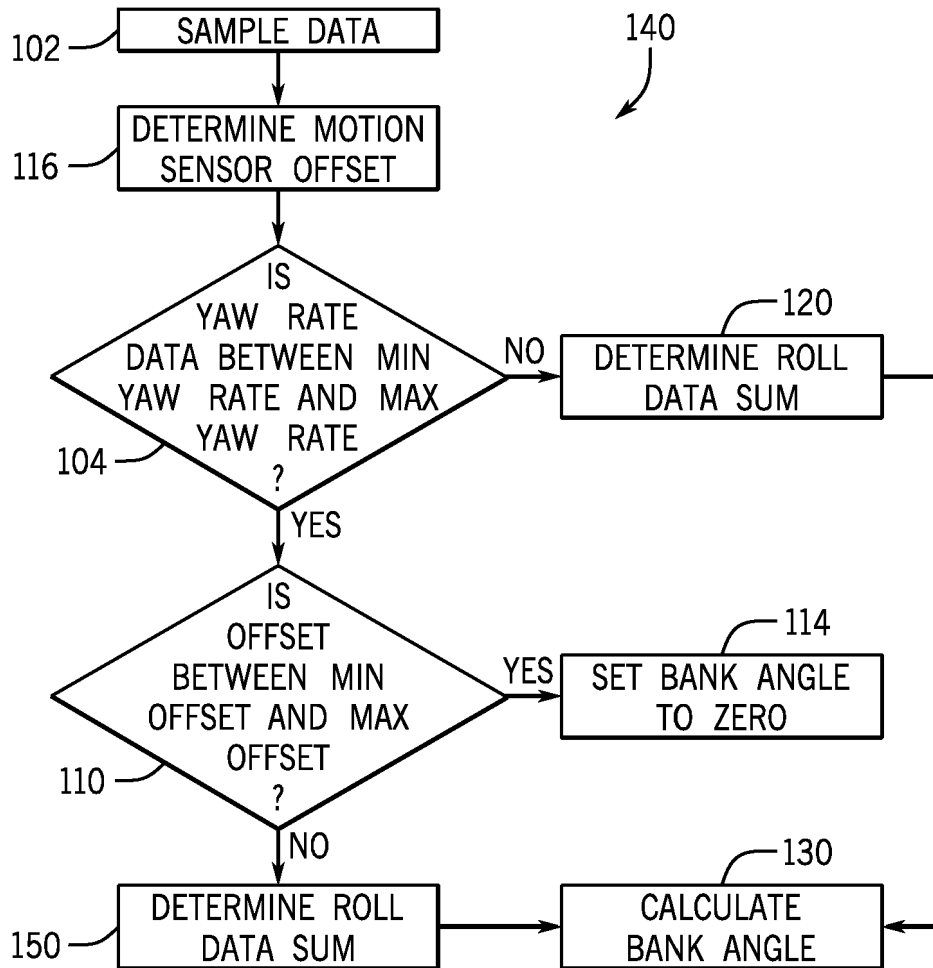 SAMPLE DATA
102
140
DETERMINE MOTION
SENSOR OFFSET
116
IS
YAW RATE
DATA BETWEEN MIN
YAW RATE AND MAX
YAW RATE
?
104
NO
120
DETERMINE ROLL
DATA SUM
YES
IS
OFFSET
BETWEEN MIN
OFFSET AND MAX
OFFSET
?
110
YES
114
SET BANK ANGLE
TO ZERO
NO
150
DETERMINE ROLL
DATA SUM
130
CALCULATE
BANK ANGLE